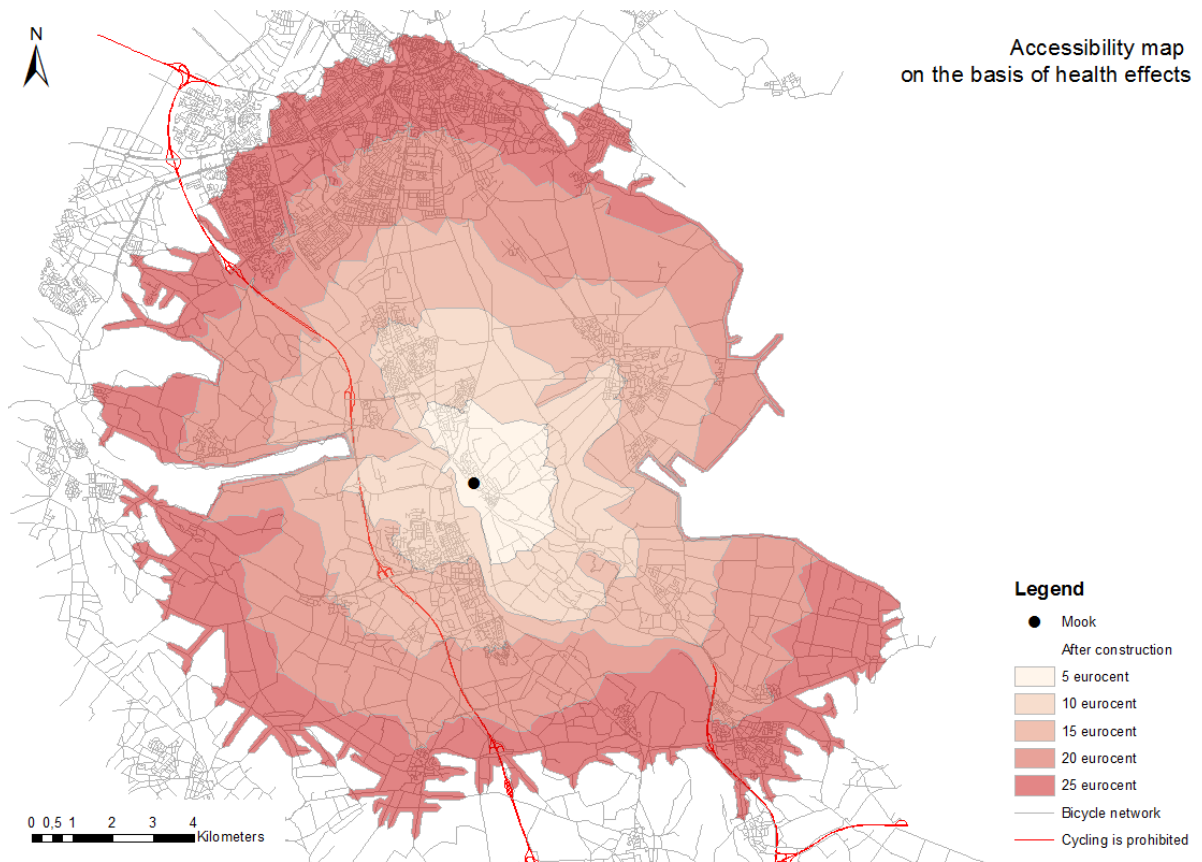 N
Accessibility map
on the basis of health effects
Legend
Mook
After construction
5 eurocent
10 eurocent
15 eurocent
20 eurocent
25 eurocent
Bicycle network
Cycling is prohibited
0 0,5 1 2 3 4
Kilometers